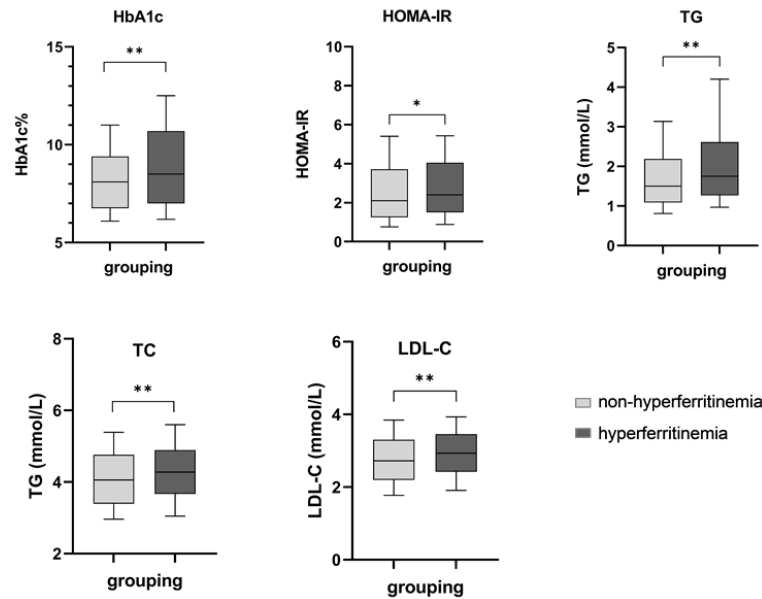 HbA1c
**
HbA1c%
15
10
5
grouping
HOMA-IR
*
HOMA-IR
10
8
6
4
2
0
grouping
TG
**
TG (mmol/L)
5
4
3
2
1
0
grouping
TC
**
TG (mmol/L)
8
6
4
2
grouping
LDL-C
**
LDL-C (mmol/L)
6
4
2
0
grouping
non-hyperferritinemia
hyperferritinemia